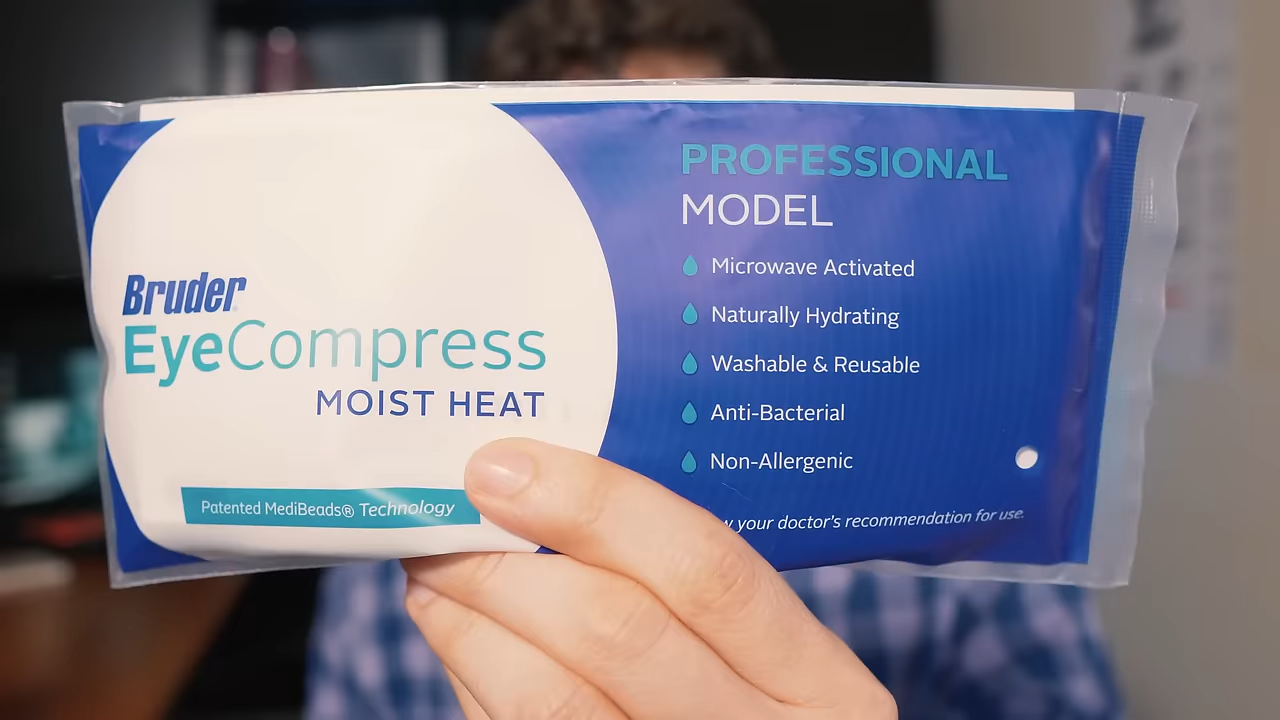 Bruder
EyeCompress
MOIST HEAT
Patented MediBeads® Technology
PROFESSIONAL
MODEL
Microwave Activated
Naturally Hydrating
Washable & Reusable
Anti-Bacterial
Non-Allergenic
your doctor's recommendation for use.